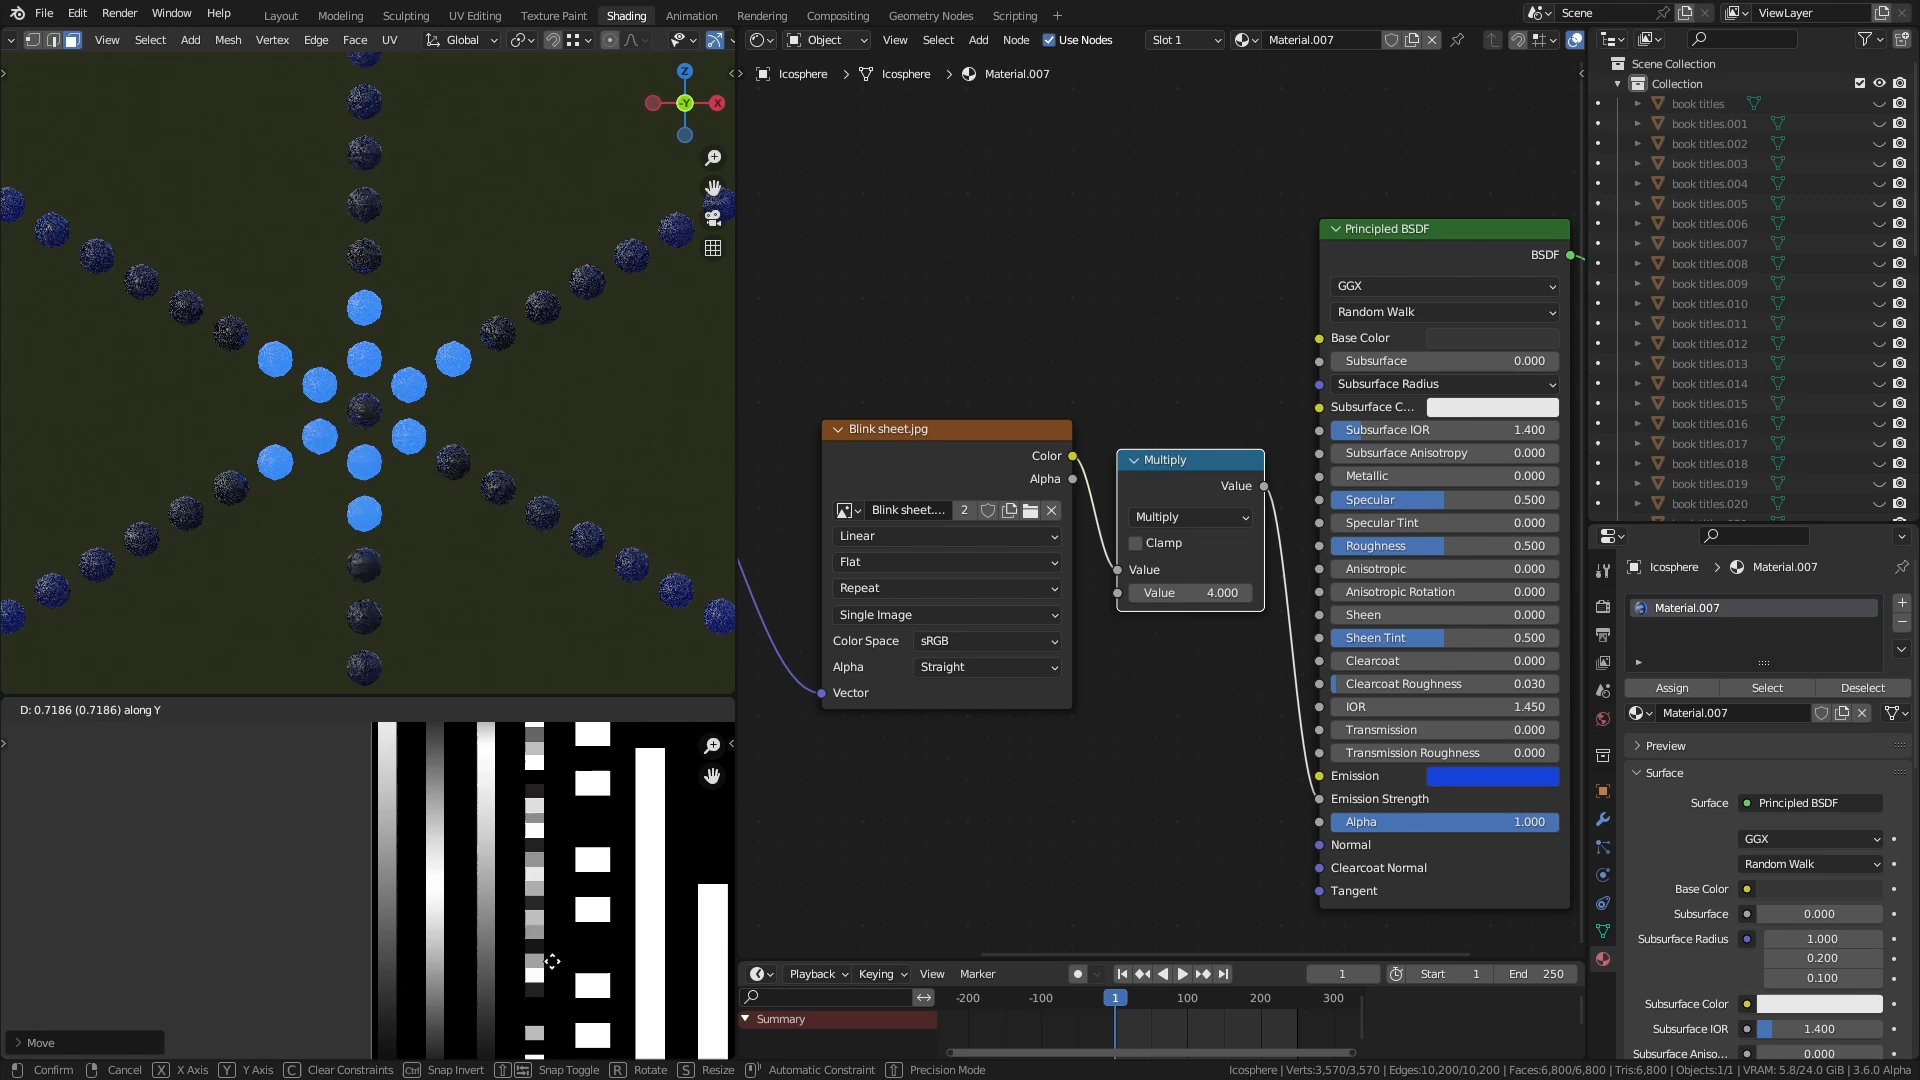 File Edit Render Window Help Layout Modeling Sculpting UV Editing Texture Paint Shading Animation Rendering Compositing Geometry Nodes Scripting + Scene ViewLayer
View Select Add Mesh Vertex Edge Face UV Global Object View Select Add Node Use Nodes Slot 1 Material.007
Icosphere > Icosphere > Material.007
Scene Collection
Collection
book titles
book titles.001
book titles.002
book titles.003
book titles.004
book titles.005
book titles.006
book titles.007
book titles.008
book titles.009
book titles.010
book titles.011
book titles.012
book titles.013
book titles.014
book titles.015
book titles.016
book titles.017
book titles.018
book titles.019
book titles.020
Z
-Y X
Principled BSDF
BSDF
GGX
Random Walk
Base Color
Subsurface 0.000
Subsurface Radius
Subsurface C...
Subsurface IOR 1.400
Subsurface Anisotropy 0.000
Metallic 0.000
Specular 0.500
Specular Tint 0.000
Roughness 0.500
Anisotropic 0.000
Anisotropic Rotation 0.000
Sheen 0.000
Sheen Tint 0.500
Clearcoat 0.000
Clearcoat Roughness 0.030
IOR 1.450
Transmission 0.000
Transmission Roughness 0.000
Emission
Emission Strength
Alpha 1.000
Normal
Clearcoat Normal
Tangent
Blink sheet.jpg
Color
Alpha
Blink sheet.... 2
Linear
Flat
Repeat
Single Image
Color Space sRGB
Alpha Straight
Vector
Multiply
Value
Multiply
Clamp
Value
Value 4.000
Icosphere > Material.007
Material.007
Assign Select Deselect
Material.007
Preview
Surface
Surface Principled BSDF
GGX
Random Walk
Base Color
Subsurface 0.000
Subsurface Radius 1.000
0.200
0.100
Subsurface Color
Subsurface IOR 1.400
Subsurface Aniso... 0.000
D: 0.7186 (0.7186) along Y
Move
Playback Keying View Marker 1 Start 1 End 250
-200 -100 1 100 200 300
Summary
Confirm Cancel X X Axis Y Y Axis C Clear Constraints Ctrl Snap Invert Snap Toggle R Rotate S Resize Automatic Constraint Precision Mode Icosphere | Verts:3,570/3,570 | Edges:10,200/10,200 | Faces:6,800/6,800 | Tris:6,800 | Objects:1/1 | VRAM: 5.8/24.0 GiB | 3.6.0 Alpha